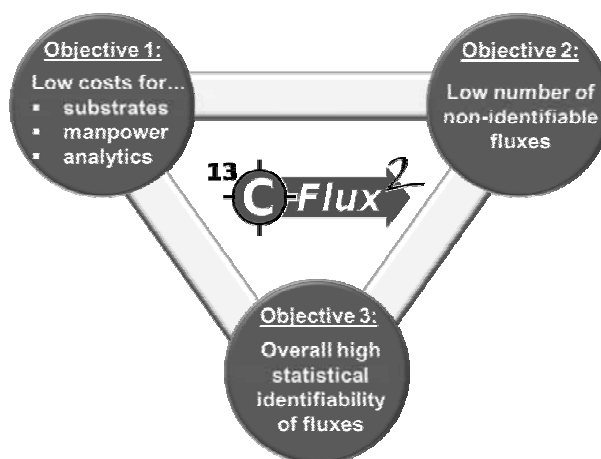 Objective 1:
Low costs for...
▪ substrates
▪ manpower
▪ analytics
Objective 2:
Low number of
non-identifiable
fluxes
13
C Flux 2
Objective 3:
Overall high
statistical
identifiability
of fluxes